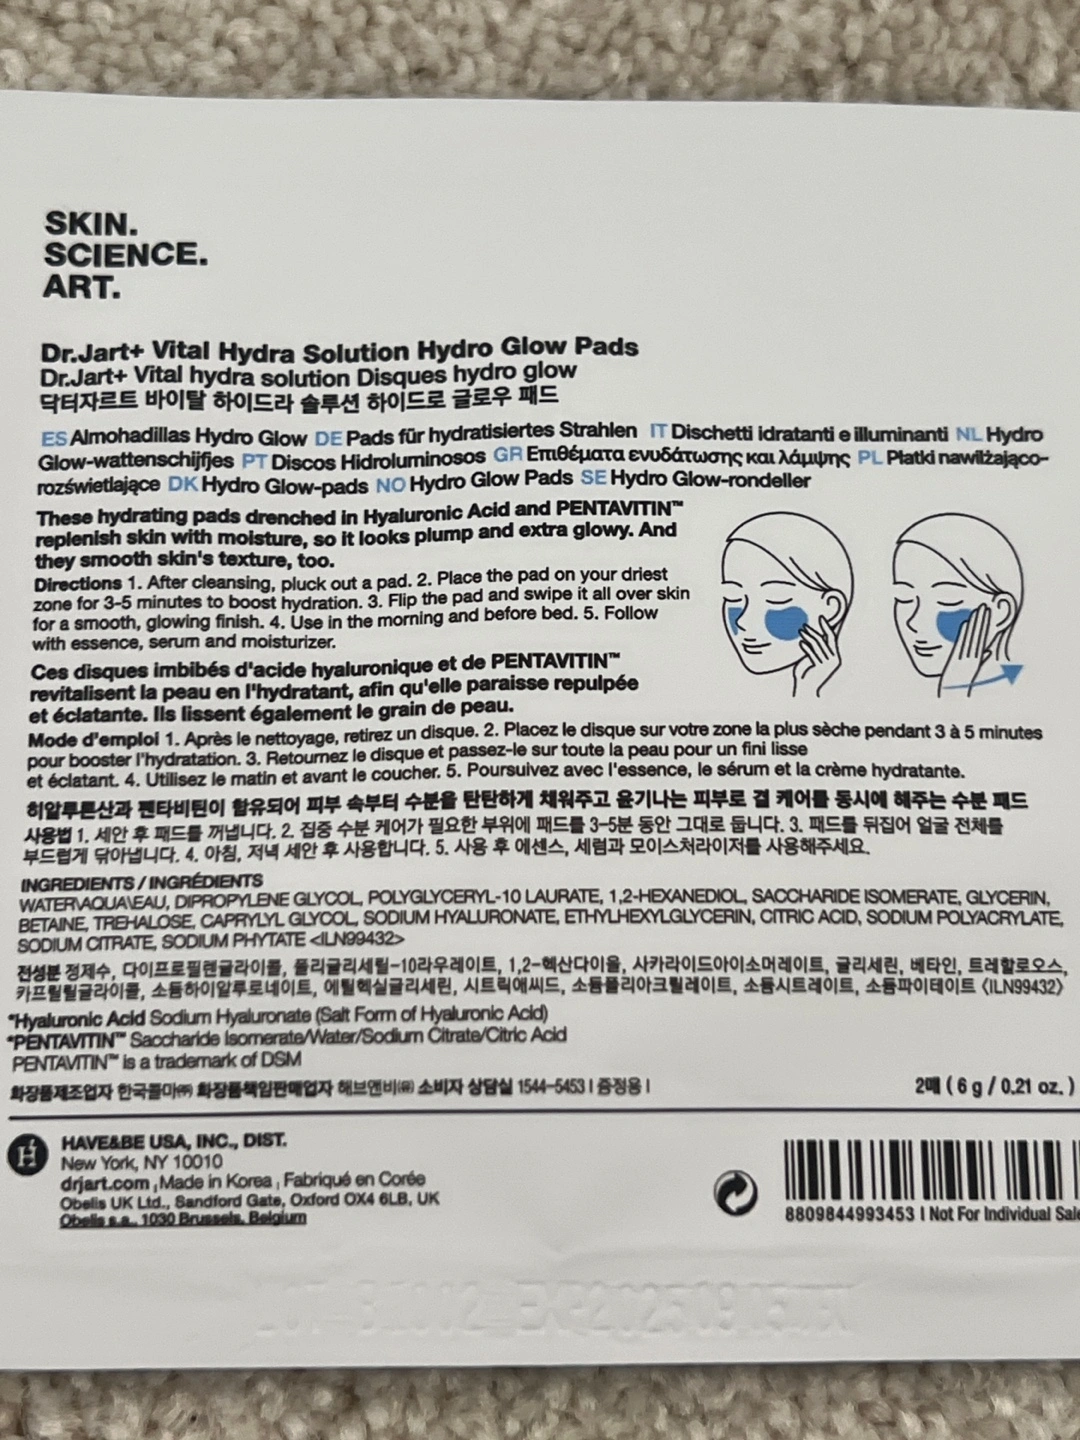 SKIN.
SCIENCE.
ART.
Dr.Jart+ Vital Hydra Solution Hydro Glow Pads
Dr.Jart+ Vital hydra solution Disques hydro glow
닥터자르트 바이탈 하이드라 솔루션 하이드로 글로우 패드
ES Almohadillas Hydro Glow DE Pads für hydratisiertes Strahlen IT Dischetti idratanti e illuminanti NL Hydro
Glow-wattenschijfjes PT Discos Hidroluminosos GR Επιθέματα ενυδάτωσης και λάμψης PL Płatki nawilżająco-
rozświetlające DK Hydro Glow-pads NO Hydro Glow Pads SE Hydro Glow-rondeller
These hydrating pads drenched in Hyaluronic Acid and PENTAVITIN™
replenish skin with moisture, so it looks plump and extra glowy. And
they smooth skin's texture, too.
Directions 1. After cleansing, pluck out a pad. 2. Place the pad on your driest
zone for 3-5 minutes to boost hydration. 3. Flip the pad and swipe it all over skin
for a smooth, glowing finish. 4. Use in the morning and before bed. 5. Follow
with essence, serum and moisturizer.
Ces disques imbibés d'acide hyaluronique et de PENTAVITIN™
revitalisent la peau en l'hydratant, afin qu'elle paraisse repulpée
et éclatante. Ils lissent également le grain de peau.
Mode d'emploi 1. Après le nettoyage, retirez un disque. 2. Placez le disque sur votre zone la plus sèche pendant 3 à 5 minutes
pour booster l'hydratation. 3. Retournez le disque et passez-le sur toute la peau pour un fini lisse
et éclatant. 4. Utilisez le matin et avant le coucher. 5. Poursuivez avec l'essence, le sérum et la crème hydratante.
히알루론산과 펜타비틴이 함유되어 피부 속부터 수분을 탄탄하게 채워주고 윤기나는 피부로 결 케어를 동시에 해주는 수분 패드
사용법 1. 세안 후 패드를 꺼냅니다. 2. 집중 수분 케어가 필요한 부위에 패드를 3-5분 동안 그대로 둡니다. 3. 패드를 뒤집어 얼굴 전체를
부드럽게 닦아냅니다. 4. 아침, 저녁 세안 후 사용합니다. 5. 사용 후 에센스, 세럼과 모이스처라이저를 사용해주세요.
INGREDIENTS / INGRÉDIENTS
WATER\AQUA\EAU, DIPROPYLENE GLYCOL, POLYGLYCERYL-10 LAURATE, 1,2-HEXANEDIOL, SACCHARIDE ISOMERATE, GLYCERIN,
BETAINE, TREHALOSE, CAPRYLYL GLYCOL, SODIUM HYALURONATE, ETHYLHEXYLGLYCERIN, CITRIC ACID, SODIUM POLYACRYLATE,
SODIUM CITRATE, SODIUM PHYTATE <ILN99432>
전성분 정제수, 다이프로필렌글라이콜, 폴리글리세릴-10라우레이트, 1,2-헥산다이올, 사카라이드아이소머레이트, 글리세린, 베타인, 트레할로오스,
카프릴릴글라이콜, 소듐하이알루로네이트, 에틸헥실글리세린, 시트릭애씨드, 소듐폴리아크릴레이트, 소듐시트레이트, 소듐파이테이트 <ILN99432>
*Hyaluronic Acid Sodium Hyaluronate (Salt Form of Hyaluronic Acid)
*PENTAVITIN™ Saccharide Isomerate/Water/Sodium Citrate/Citric Acid
PENTAVITIN™ is a trademark of DSM
화장품제조업자 한국콜마㈜ 화장품책임판매업자 해브앤비㈜ 소비자 상담실 1544-5453 | 증정용 |
2매 ( 6 g / 0.21 oz. )
HAVE&BE USA, INC., DIST.
New York, NY 10010
drjart.com | Made in Korea | Fabriqué en Corée
Obelis UK Ltd., Sandford Gate, Oxford OX4 6LB, UK
Obelis s.a., 1030 Brussels, Belgium
8809844993453 | Not For Individual Sale